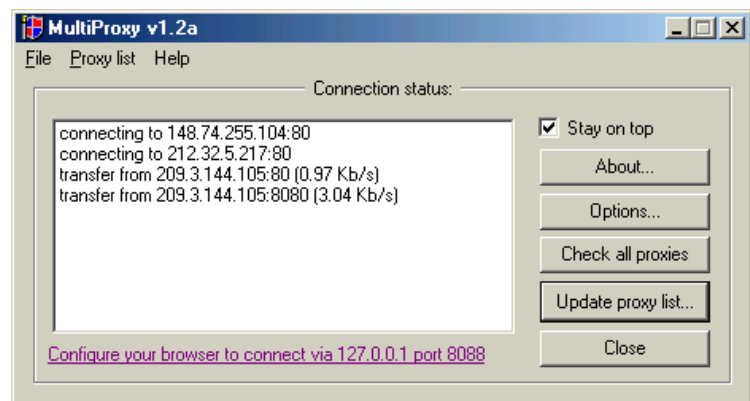 MultiProxy v1.2a
File Proxy list Help
Connection status:
connecting to 148.74.255.104:80
connecting to 212.32.5.217:80
transfer from 209.3.144.105:80 (0.97 Kb/s)
transfer from 209.3.144.105:8080 (3.04 Kb/s)
Stay on top
About...
Options...
Check all proxies
Update proxy list...
Close
Configure your browser to connect via 127.0.0.1 port 8088